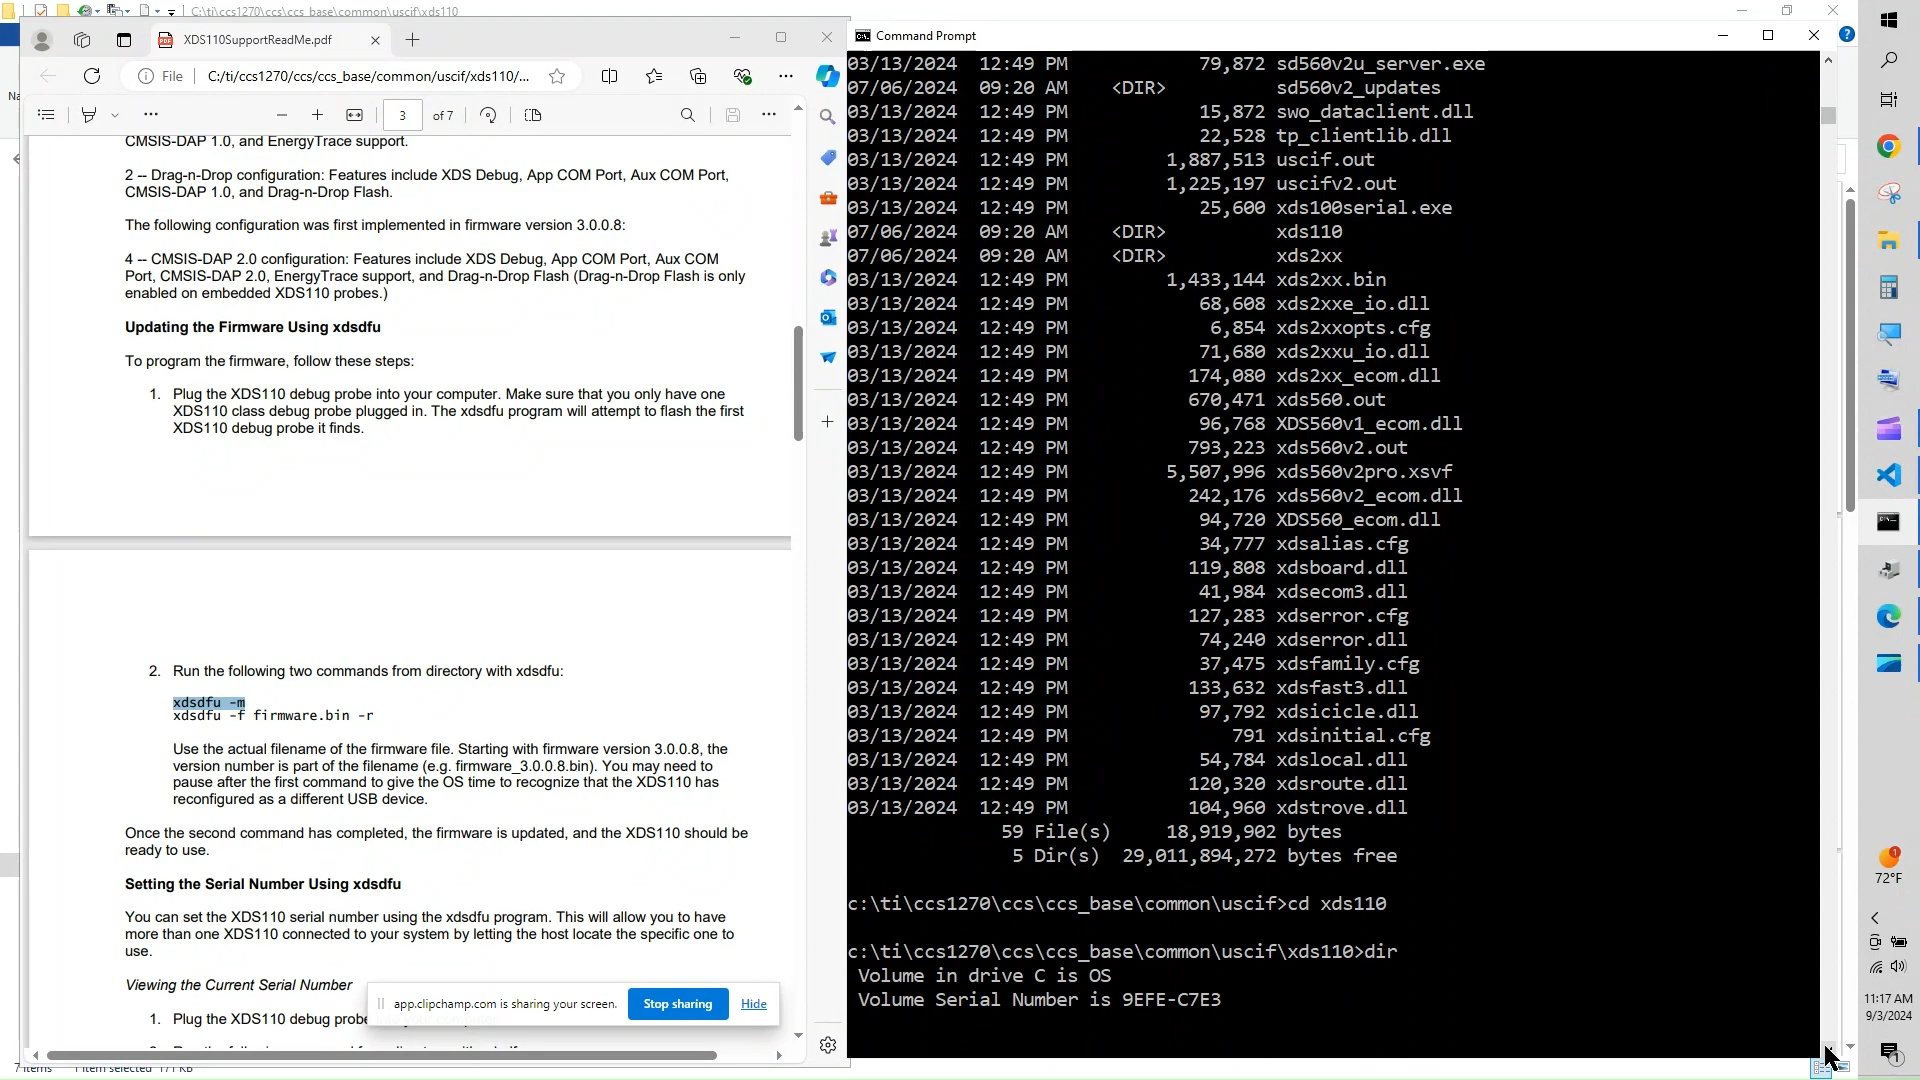 C:\ti\ccs1270\ccs\ccs_base\common\uscif\xds110
XDS110SupportReadMe.pdf
File
C:/ti/ccs1270/ccs/ccs_base/common/uscif/xds110/...
3 of 7
CMSIS-DAP 1.0, and EnergyTrace support.
2 -- Drag-n-Drop configuration: Features include XDS Debug, App COM Port, Aux COM Port,
CMSIS-DAP 1.0, and Drag-n-Drop Flash.
The following configuration was first implemented in firmware version 3.0.0.8:
4 -- CMSIS-DAP 2.0 configuration: Features include XDS Debug, App COM Port, Aux COM
Port, CMSIS-DAP 2.0, EnergyTrace support, and Drag-n-Drop Flash (Drag-n-Drop Flash is only
enabled on embedded XDS110 probes.)
Updating the Firmware Using xdsdfu
To program the firmware, follow these steps:
1. Plug the XDS110 debug probe into your computer. Make sure that you only have one
XDS110 class debug probe plugged in. The xdsdfu program will attempt to flash the first
XDS110 debug probe it finds.
2. Run the following two commands from directory with xdsdfu:
xdsdfu -m
xdsdfu -f firmware.bin -r
Use the actual filename of the firmware file. Starting with firmware version 3.0.0.8, the
version number is part of the filename (e.g. firmware_3.0.0.8.bin). You may need to
pause after the first command to give the OS time to recognize that the XDS110 has
reconfigured as a different USB device.
Once the second command has completed, the firmware is updated, and the XDS110 should be
ready to use.
Setting the Serial Number Using xdsdfu
You can set the XDS110 serial number using the xdsdfu program. This will allow you to have
more than one XDS110 connected to your system by letting the host locate the specific one to
use.
Viewing the Current Serial Number
1. Plug the XDS110 debug probe
app.clipchamp.com is sharing your screen.
Stop sharing
Hide
Command Prompt
03/13/2024 12:49 PM 79,872 sd560v2u_server.exe
07/06/2024 09:20 AM <DIR> sd560v2_updates
03/13/2024 12:49 PM 15,872 swo_dataclient.dll
03/13/2024 12:49 PM 22,528 tp_clientlib.dll
03/13/2024 12:49 PM 1,887,513 uscif.out
03/13/2024 12:49 PM 1,225,197 uscifv2.out
03/13/2024 12:49 PM 25,600 xds100serial.exe
07/06/2024 09:20 AM <DIR> xds110
07/06/2024 09:20 AM <DIR> xds2xx
03/13/2024 12:49 PM 1,433,144 xds2xx.bin
03/13/2024 12:49 PM 68,608 xds2xxe_io.dll
03/13/2024 12:49 PM 6,854 xds2xxopts.cfg
03/13/2024 12:49 PM 71,680 xds2xxu_io.dll
03/13/2024 12:49 PM 174,080 xds2xx_ecom.dll
03/13/2024 12:49 PM 670,471 xds560.out
03/13/2024 12:49 PM 96,768 XDS560v1_ecom.dll
03/13/2024 12:49 PM 793,223 xds560v2.out
03/13/2024 12:49 PM 5,507,996 xds560v2pro.xsvf
03/13/2024 12:49 PM 242,176 xds560v2_ecom.dll
03/13/2024 12:49 PM 94,720 XDS560_ecom.dll
03/13/2024 12:49 PM 34,777 xdsalias.cfg
03/13/2024 12:49 PM 119,808 xdsboard.dll
03/13/2024 12:49 PM 41,984 xdsecom3.dll
03/13/2024 12:49 PM 127,283 xdserror.cfg
03/13/2024 12:49 PM 74,240 xdserror.dll
03/13/2024 12:49 PM 37,475 xdsfamily.cfg
03/13/2024 12:49 PM 133,632 xdsfast3.dll
03/13/2024 12:49 PM 97,792 xdsicicle.dll
03/13/2024 12:49 PM 791 xdsinitial.cfg
03/13/2024 12:49 PM 54,784 xdslocal.dll
03/13/2024 12:49 PM 120,320 xdsroute.dll
03/13/2024 12:49 PM 104,960 xdstrove.dll
59 File(s) 18,919,902 bytes
5 Dir(s) 29,011,894,272 bytes free
c:\ti\ccs1270\ccs\ccs_base\common\uscif>cd xds110
c:\ti\ccs1270\ccs\ccs_base\common\uscif\xds110>dir
Volume in drive C is OS
Volume Serial Number is 9EFE-C7E3
72°F
11:17 AM
9/3/2024